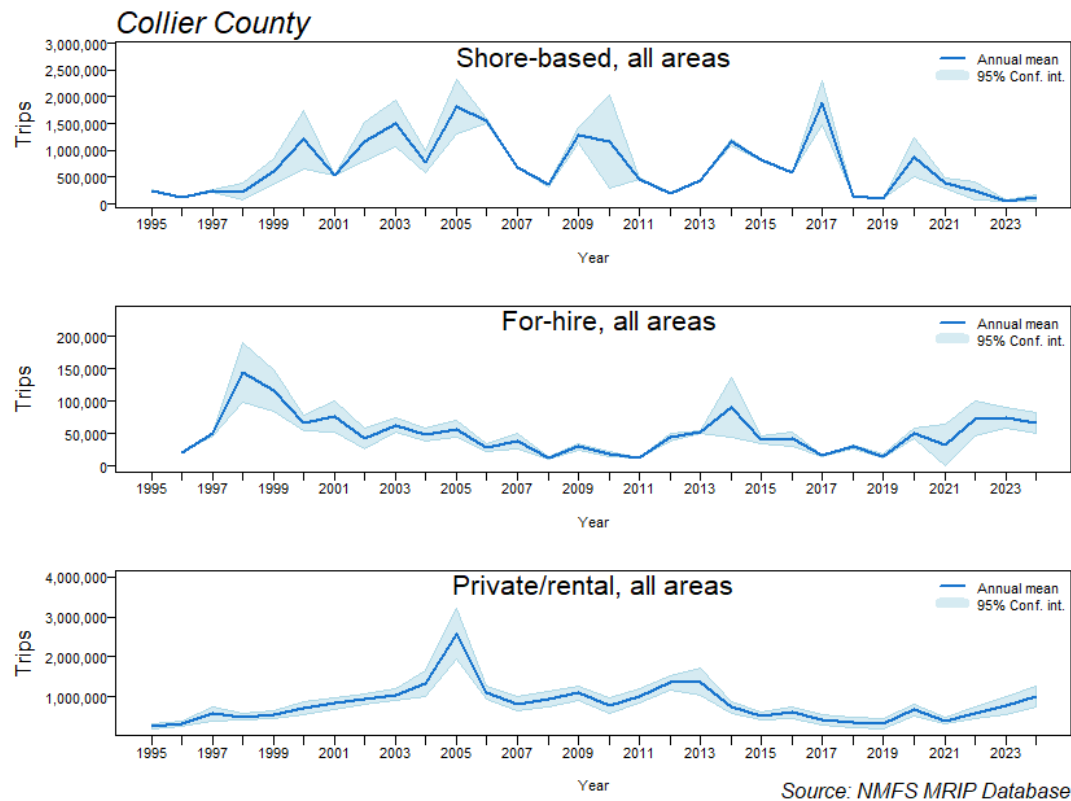 Collier County
Shore-based, all areas
Annual mean
95% Conf. int.
Trips
3,000,000
2,500,000
2,000,000
1,500,000
1,000,000
500,000
0
1995 1997 1999 2001 2003 2005 2007 2009 2011 2013 2015 2017 2019 2021 2023
Year
For-hire, all areas
Annual mean
95% Conf. int.
Trips
200,000
150,000
100,000
50,000
0
1995 1997 1999 2001 2003 2005 2007 2009 2011 2013 2015 2017 2019 2021 2023
Year
Private/rental, all areas
Annual mean
95% Conf. int.
Trips
4,000,000
3,000,000
2,000,000
1,000,000
1995 1997 1999 2001 2003 2005 2007 2009 2011 2013 2015 2017 2019 2021 2023
Year
Source: NMFS MRIP Database